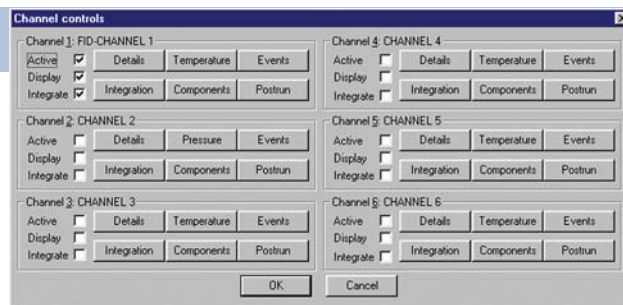 Channel controls
Channel 1: FID-CHANNEL 1
Active Details Temperature Events
Display
Integrate Integration Components Postrun
Channel 2: CHANNEL 2
Active Details Pressure Events
Display
Integrate Integration Components Postrun
Channel 3: CHANNEL 3
Active Details Temperature Events
Display
Integrate Integration Components Postrun
Channel 4: CHANNEL 4
Active Details Temperature Events
Display
Integrate Integration Components Postrun
Channel 5: CHANNEL 5
Active Details Temperature Events
Display
Integrate Integration Components Postrun
Channel 6: CHANNEL 6
Active Details Temperature Events
Display
Integrate Integration Components Postrun
OK Cancel